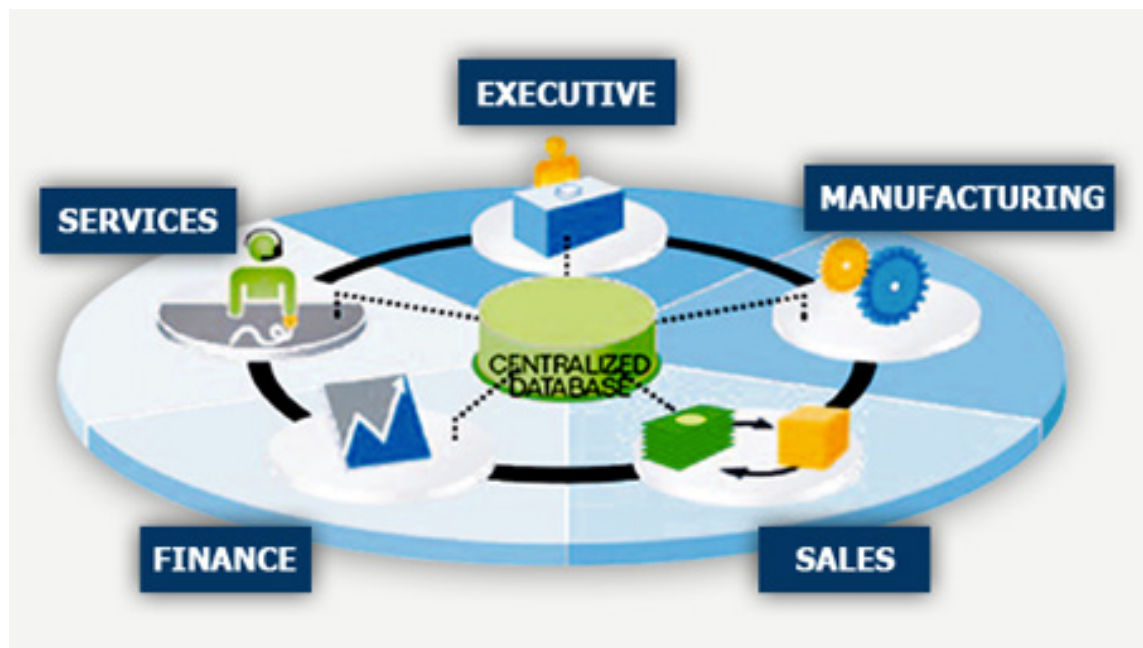 EXECUTIVE
MANUFACTURING
SERVICES
CENTRALIZED
DATABASE
FINANCE
SALES